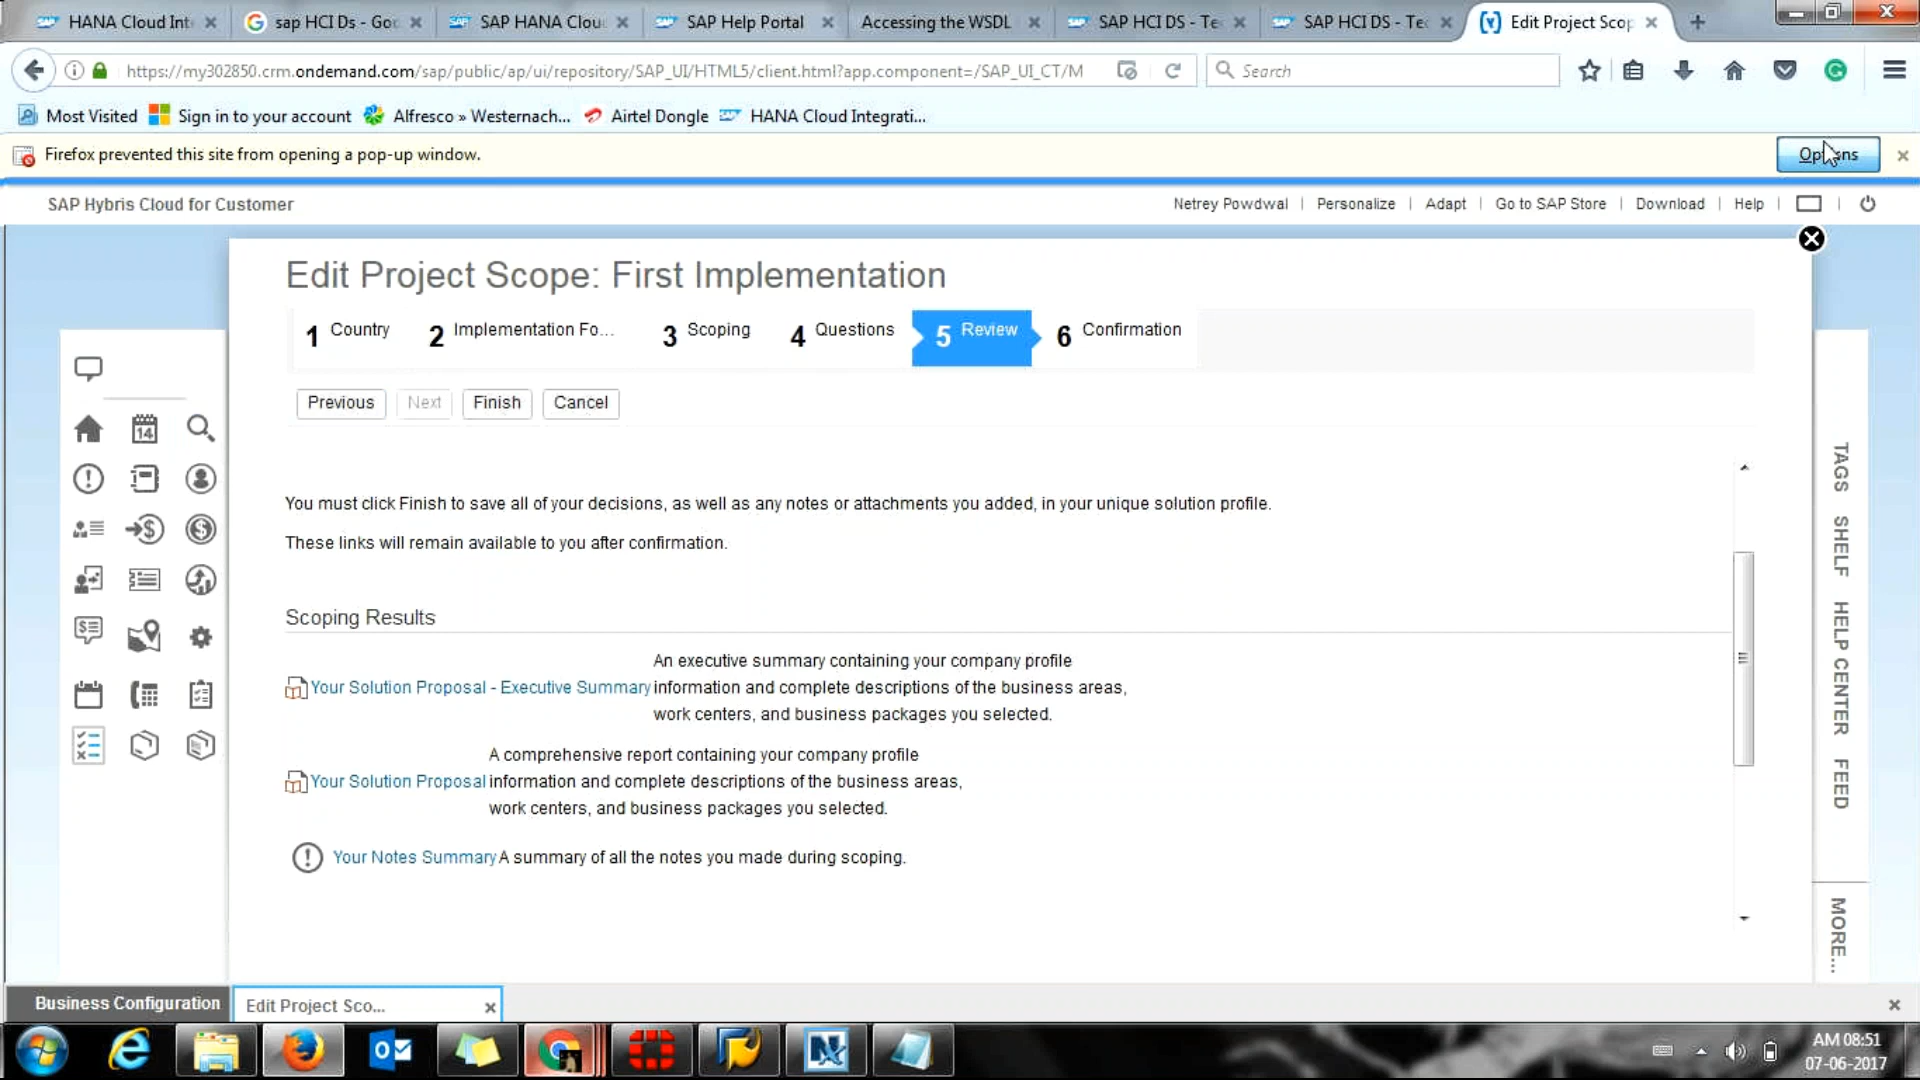 HANA Cloud Int
sap HCI Ds - Go
SAP HANA Clou
SAP Help Portal
Accessing the WSDL
SAP HCI DS - Te
SAP HCI DS - Te
Edit Project Scop
https://my302850.crm.ondemand.com/sap/public/ap/ui/repository/SAP_UI/HTML5/client.html?app.component=/SAP_UI_CT/M
Search
Most Visited
Sign in to your account
Alfresco » Westernach...
Airtel Dongle
HANA Cloud Integrati...
Firefox prevented this site from opening a pop-up window.
Options
SAP Hybris Cloud for Customer
Netrey Powdwal | Personalize | Adapt | Go to SAP Store | Download | Help
Edit Project Scope: First Implementation
1 Country
2 Implementation Fo...
3 Scoping
4 Questions
5 Review
6 Confirmation
Previous
Next
Finish
Cancel
14
You must click Finish to save all of your decisions, as well as any notes or attachments you added, in your unique solution profile.
These links will remain available to you after confirmation.
Scoping Results
An executive summary containing your company profile
Your Solution Proposal - Executive Summary information and complete descriptions of the business areas,
work centers, and business packages you selected.
A comprehensive report containing your company profile
Your Solution Proposal information and complete descriptions of the business areas,
work centers, and business packages you selected.
Your Notes Summary A summary of all the notes you made during scoping.
TAGS
SHELF
HELP CENTER
FEED
MORE...
Business Configuration
Edit Project Sco...
AM 08:51
07-06-2017